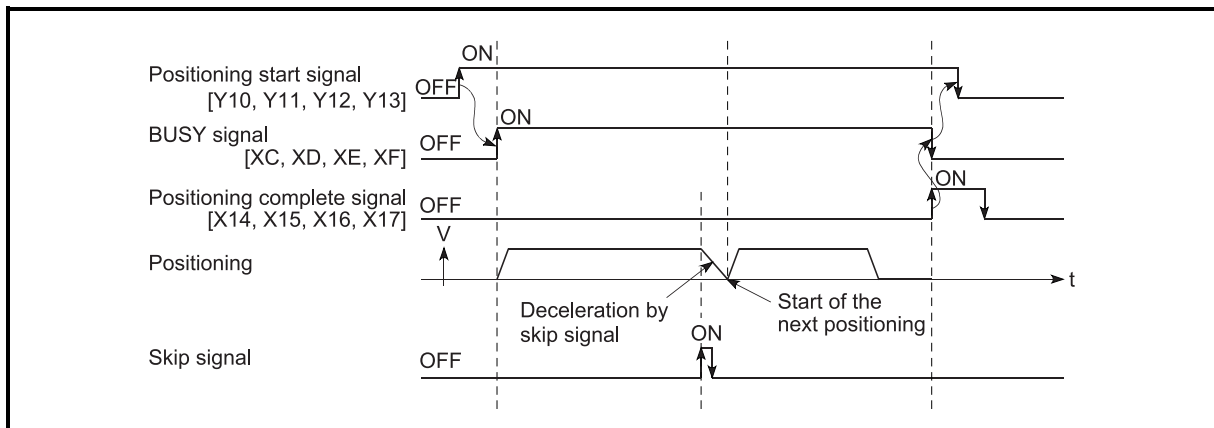 ON
Positioning start signal
OFF
[Y10, Y11, Y12, Y13]
ON
BUSY signal
OFF
[XC, XD, XE, XF]
ON
Positioning complete signal
OFF
[X14, X15, X16, X17]
V
Positioning
t
Deceleration by
skip signal
Start of the
next positioning
ON
Skip signal
OFF